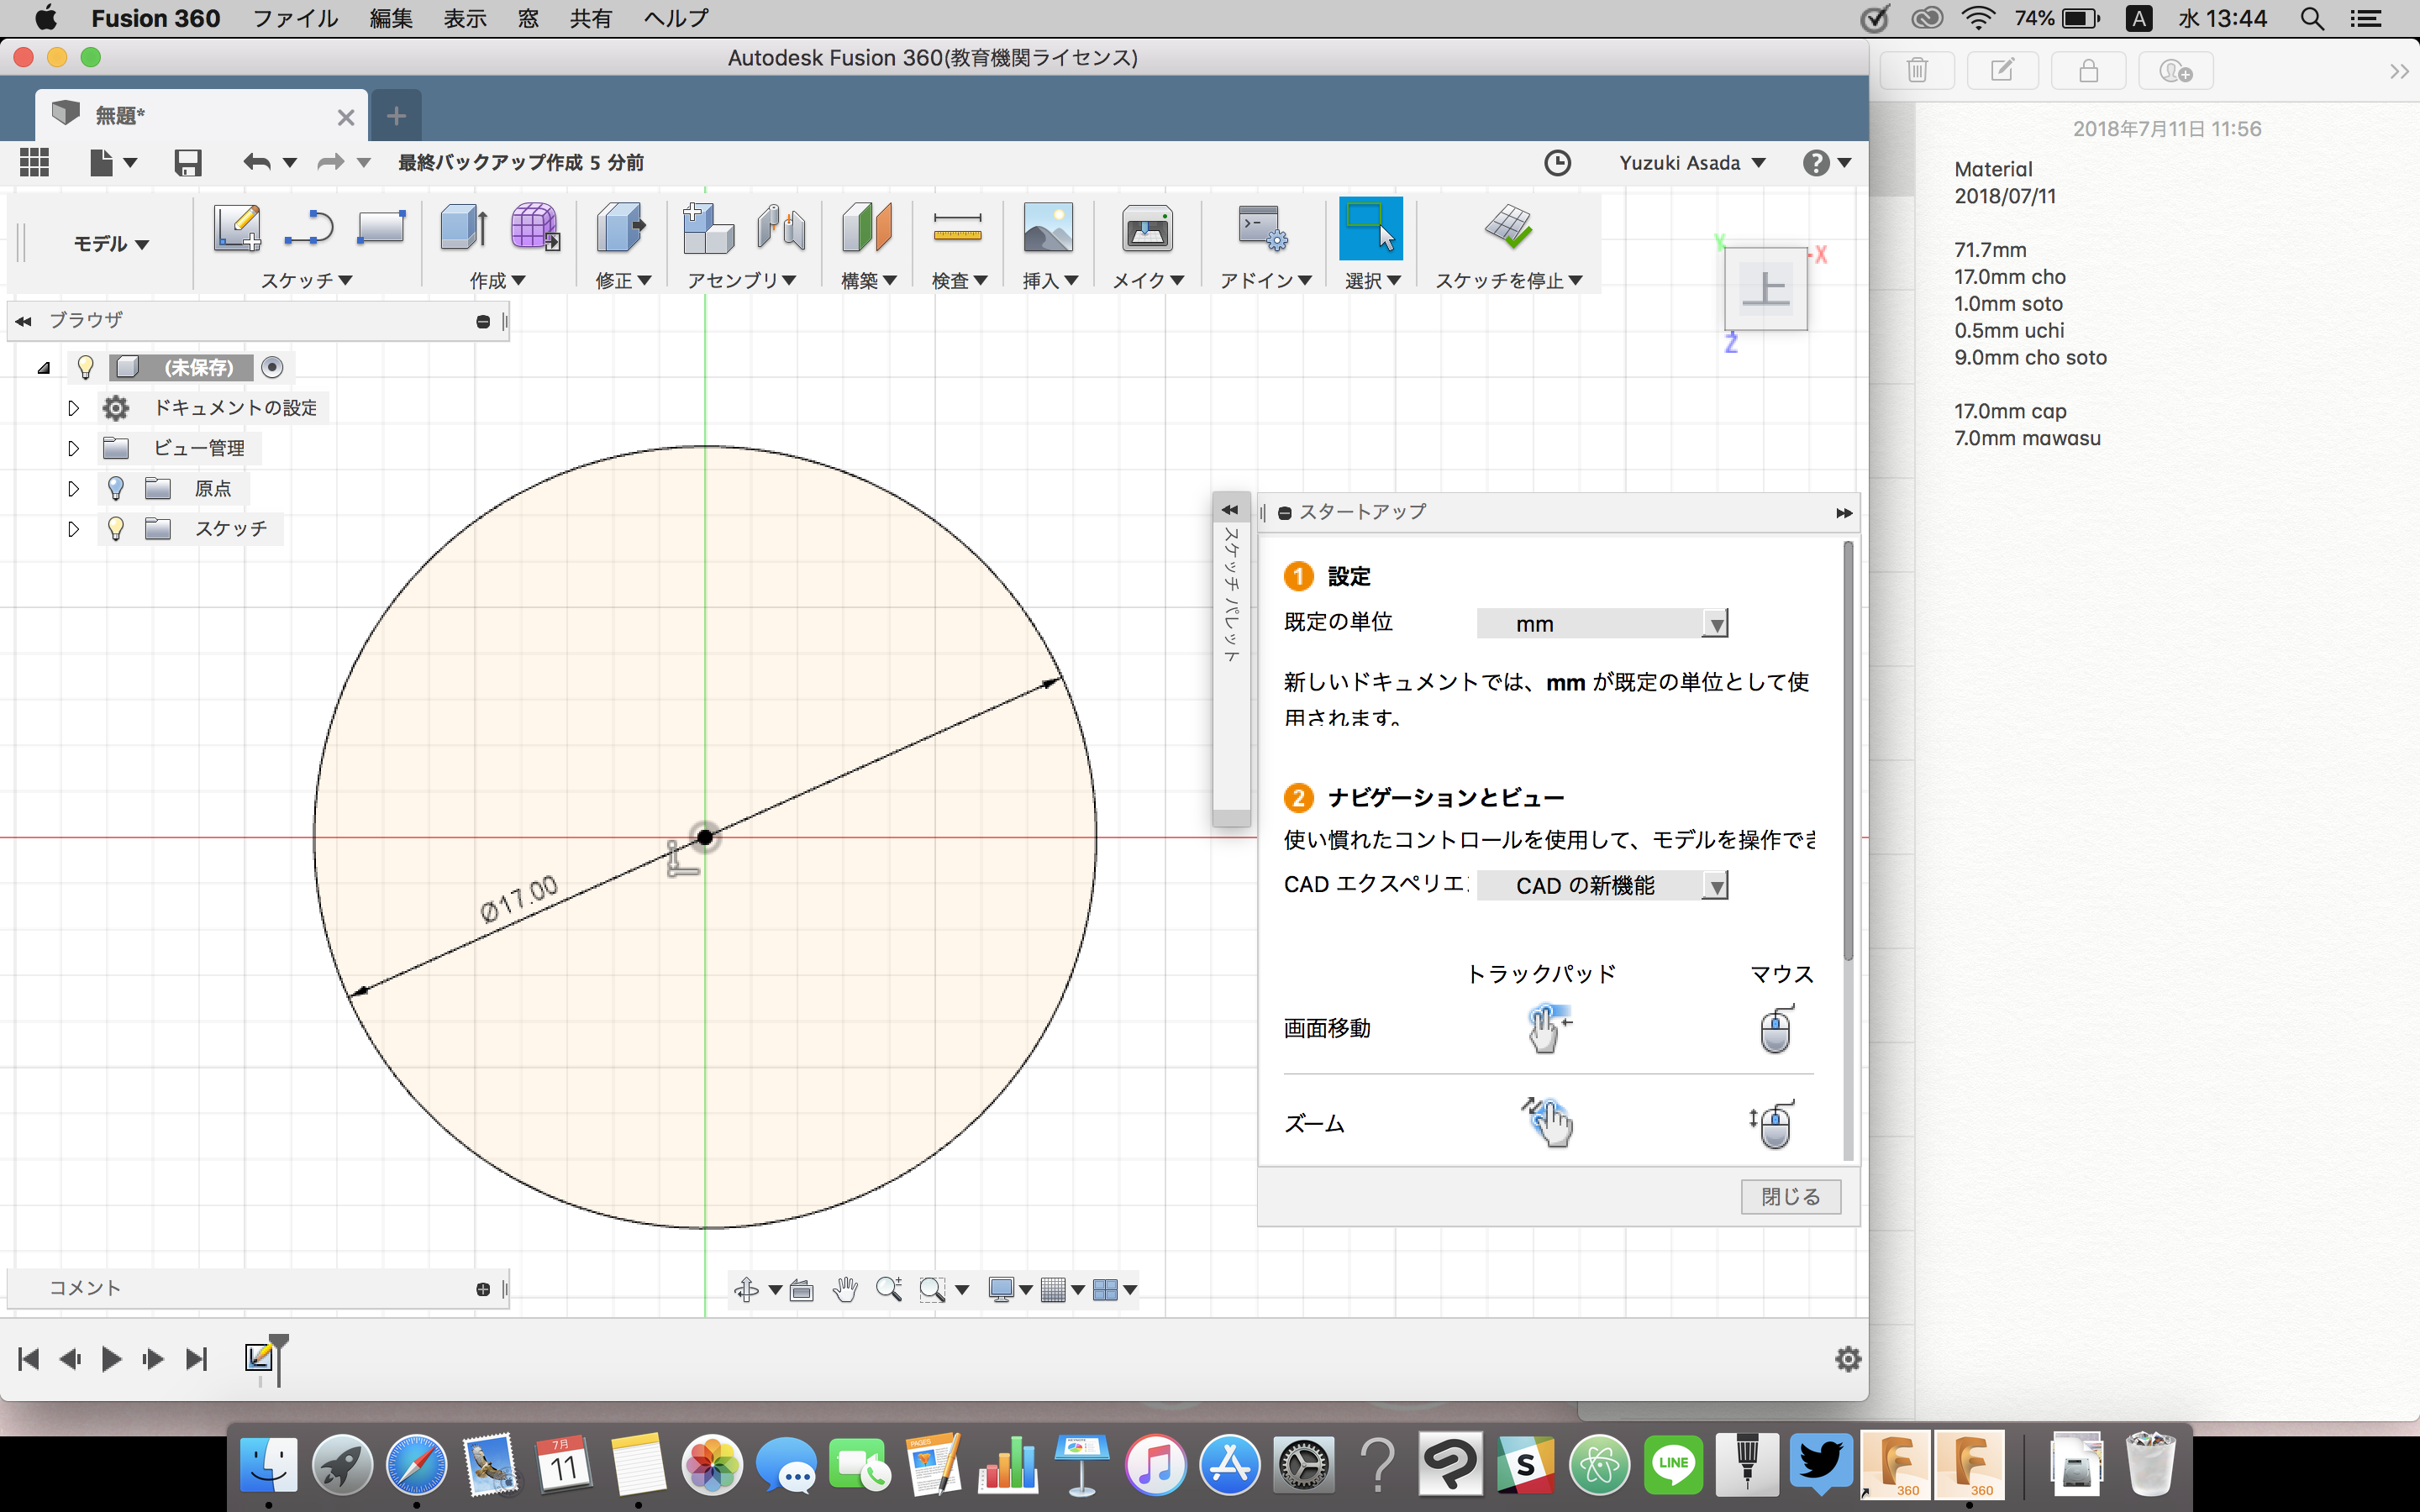 Fusion 360 ファイル 編集 表示 窓 共有 ヘルプ 74% A 水 13:44
Autodesk Fusion 360(教育機関ライセンス)
無題*
最終バックアップ作成 5 分前 Yuzuki Asada
モデル
スケッチ 作成 修正 アセンブリ 構築 検査 挿入 メイク アドイン 選択 スケッチを停止
Y X
上
Z
ブラウザ
(未保存)
ドキュメントの設定
ビュー管理
原点
スケッチ
Ø17.00
スケッチ パレット
スタートアップ
1 設定
既定の単位 mm
新しいドキュメントでは、mm が既定の単位として使
用されます。
2 ナビゲーションとビュー
使い慣れたコントロールを使用して、モデルを操作でき
CAD エクスペリエン CAD の新機能
トラックパッド マウス
画面移動
ズーム
閉じる
コメント
2018年7月11日 11:56
Material
2018/07/11
71.7mm
17.0mm cho
1.0mm soto
0.5mm uchi
9.0mm cho soto
17.0mm cap
7.0mm mawasu
7月
11
PAGES
S
LINE
F
360
F
360